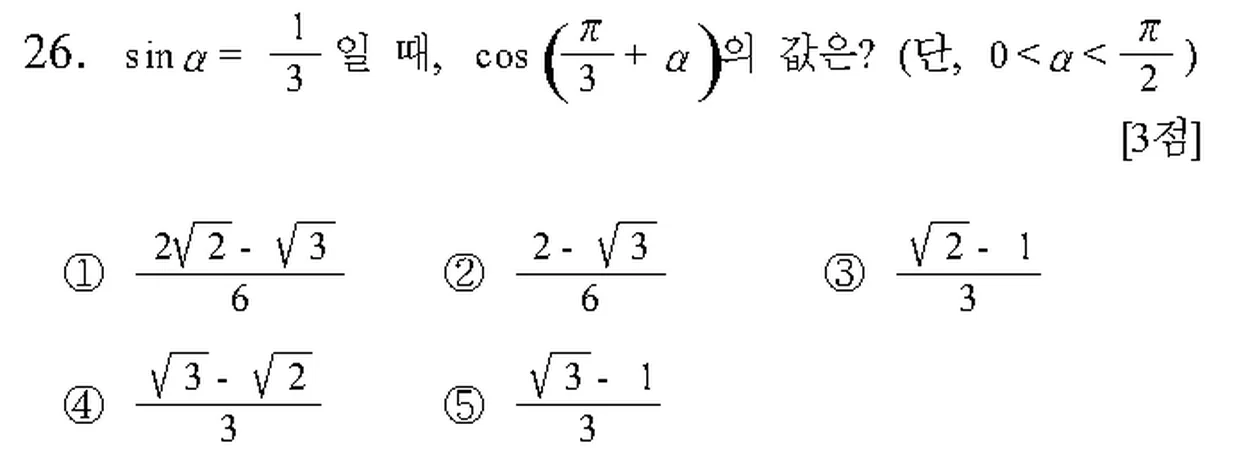 26. sin α = 1/3 일 때, cos(π/3 + α)의 값은? (단, 0 < α < π/2)
[3점]
① (2√2 - √3)/6 ② (2 - √3)/6 ③ (√2 - 1)/3
④ (√3 - √2)/3 ⑤ (√3 - 1)/3